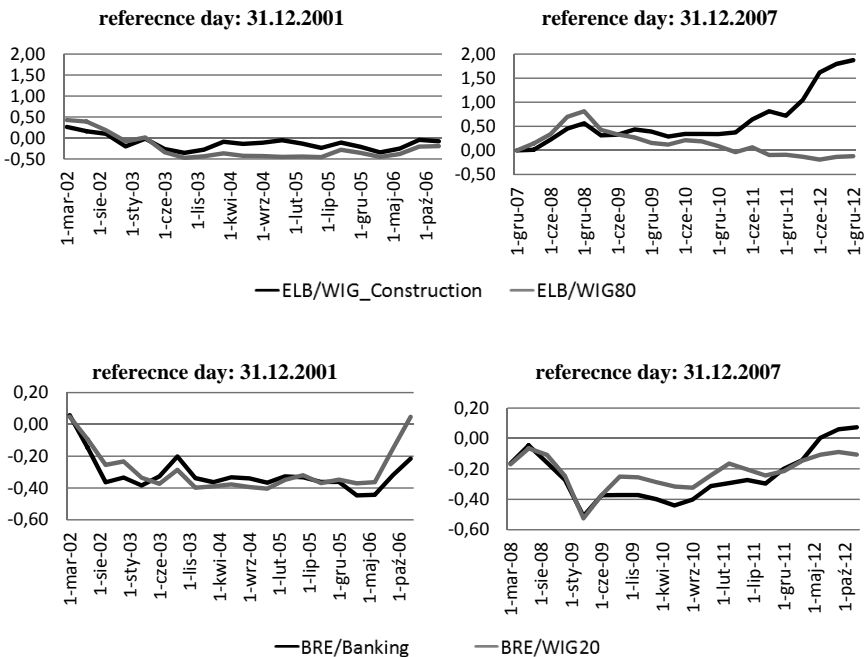 referecnce day: 31.12.2001
2,00
1,50
1,00
0,50
0,00
-0,50
1-mar-02
1-sie-02
1-sty-03
1-cze-03
1-lis-03
1-kwi-04
1-wrz-04
1-lut-05
1-lip-05
1-gru-05
1-maj-06
1-paź-06
referecnce day: 31.12.2007
2,00
1,50
1,00
0,50
0,00
-0,50
1-gru-07
1-cze-08
1-gru-08
1-cze-09
1-gru-09
1-cze-10
1-gru-10
1-cze-11
1-gru-11
1-cze-12
1-gru-12
ELB/WIG_Construction
ELB/WIG80
referecnce day: 31.12.2001
0,20
0,00
-0,20
-0,40
-0,60
1-mar-02
1-sie-02
1-sty-03
1-cze-03
1-lis-03
1-kwi-04
1-wrz-04
1-lut-05
1-lip-05
1-gru-05
1-maj-06
1-paź-06
referecnce day: 31.12.2007
0,20
0,00
-0,20
-0,40
-0,60
1-mar-08
1-sie-08
1-sty-09
1-cze-09
1-lis-09
1-kwi-10
1-wrz-10
1-lut-11
1-lip-11
1-gru-11
1-maj-12
1-paź-12
BRE/Banking
BRE/WIG20